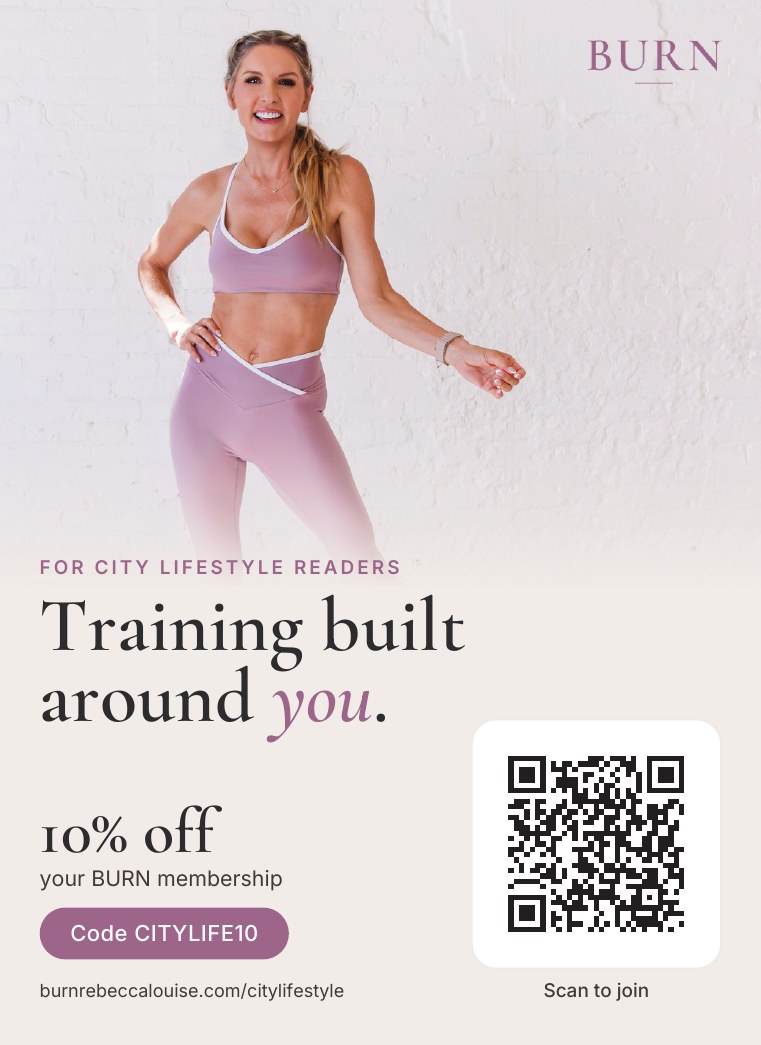 BURN
FOR CITY LIFESTYLE READERS
Training built
around you.
10% off
your BURN membership
Code CITYLIFE10
burnrebeccalouise.com/citylifestyle
Scan to join